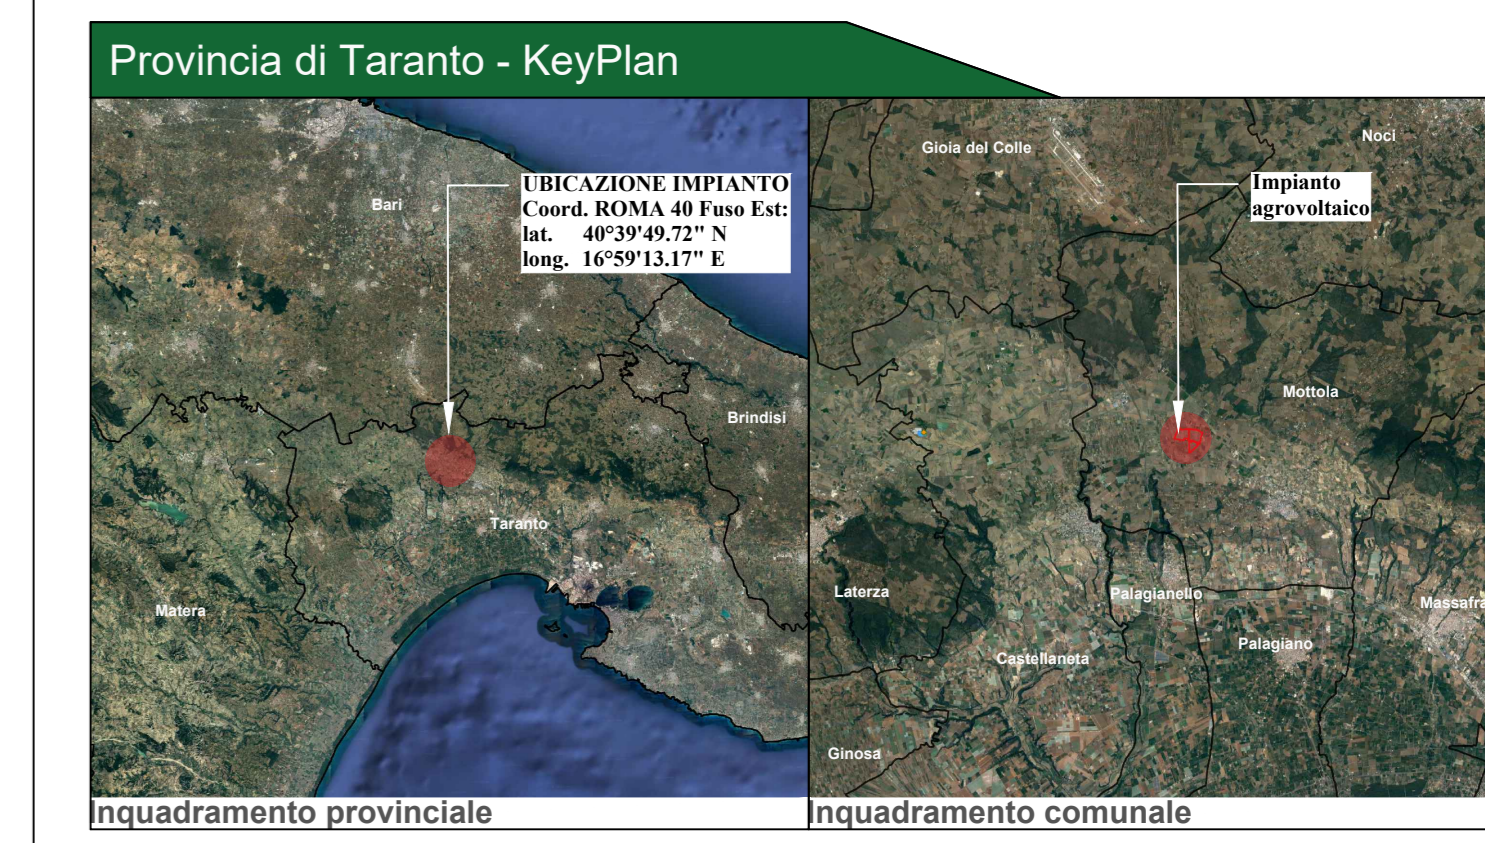 Provincia di Taranto - KeyPlan
Bari
UBICAZIONE IMPIANTO
Coord. ROMA 40 Fuso Est:
lat. 40°39'49.72" N
long. 16°59'13.17" E
Brindisi
Taranto
Matera
Inquadramento provinciale
Gioia del Colle
Noci
Impianto
agrovoltaico
Mottola
Laterza
Palagianello
Massafra
Palagiano
Castellaneta
Ginosa
Inquadramento comunale